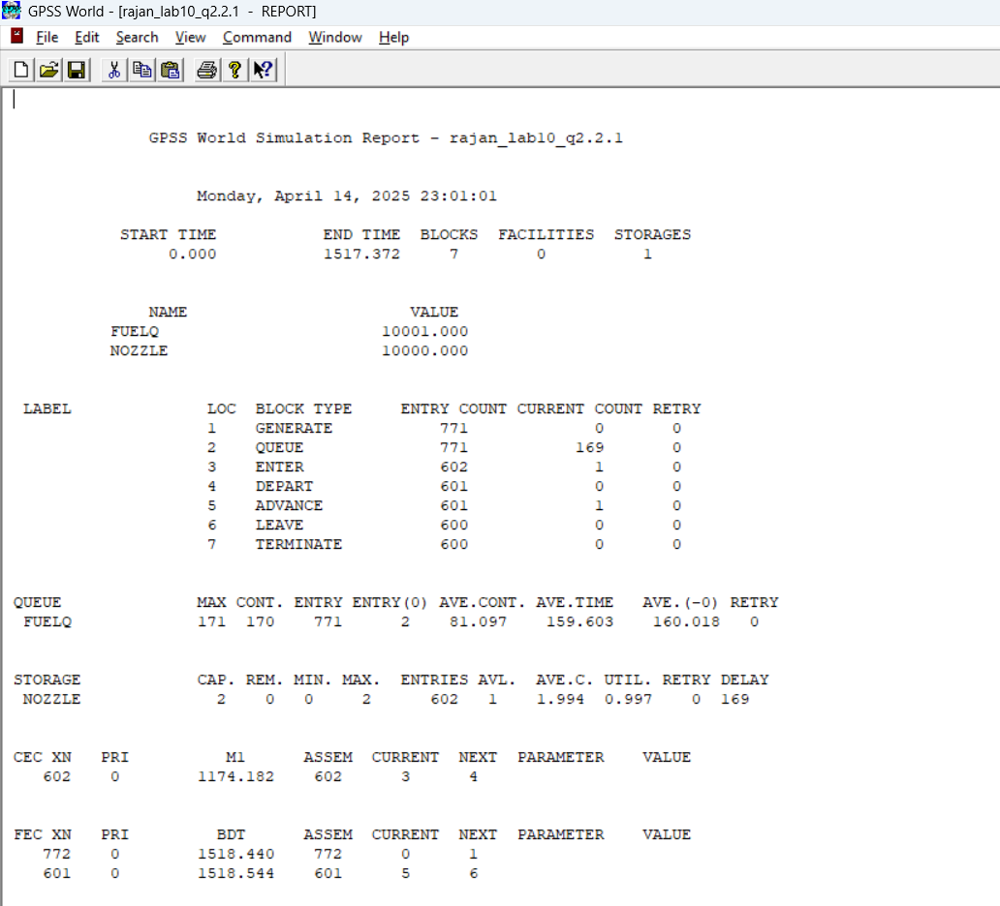 GPSS World - [rajan_lab10_q2.2.1 - REPORT]
File Edit Search View Command Window Help
GPSS World Simulation Report - rajan_lab10_q2.2.1
Monday, April 14, 2025 23:01:01
START TIME END TIME BLOCKS FACILITIES STORAGES
0.000 1517.372 7 0 1
NAME VALUE
FUELQ 10001.000
NOZZLE 10000.000
LABEL LOC BLOCK TYPE ENTRY COUNT CURRENT COUNT RETRY
1 GENERATE 771 0 0
2 QUEUE 771 169 0
3 ENTER 602 1 0
4 DEPART 601 0 0
5 ADVANCE 601 1 0
6 LEAVE 600 0 0
7 TERMINATE 600 0 0
QUEUE MAX CONT. ENTRY ENTRY(0) AVE.CONT. AVE.TIME AVE.(-0) RETRY
FUELQ 171 170 771 2 81.097 159.603 160.018 0
STORAGE CAP. REM. MIN. MAX. ENTRIES AVL. AVE.C. UTIL. RETRY DELAY
NOZZLE 2 0 0 2 602 1 1.994 0.997 0 169
CEC XN PRI M1 ASSEM CURRENT NEXT PARAMETER VALUE
602 0 1174.182 602 3 4
FEC XN PRI BDT ASSEM CURRENT NEXT PARAMETER VALUE
772 0 1518.440 772 0 1
601 0 1518.544 601 5 6